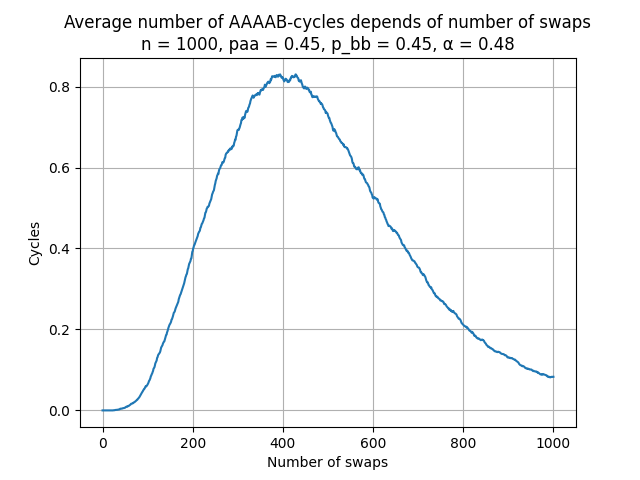 Average number of AAAAB-cycles depends of number of swaps
n = 1000, paa = 0.45, p_bb = 0.45, α = 0.48
0.8
0.6
0.4
0.2
0.0
Cycles
0 200 400 600 800 1000
Number of swaps